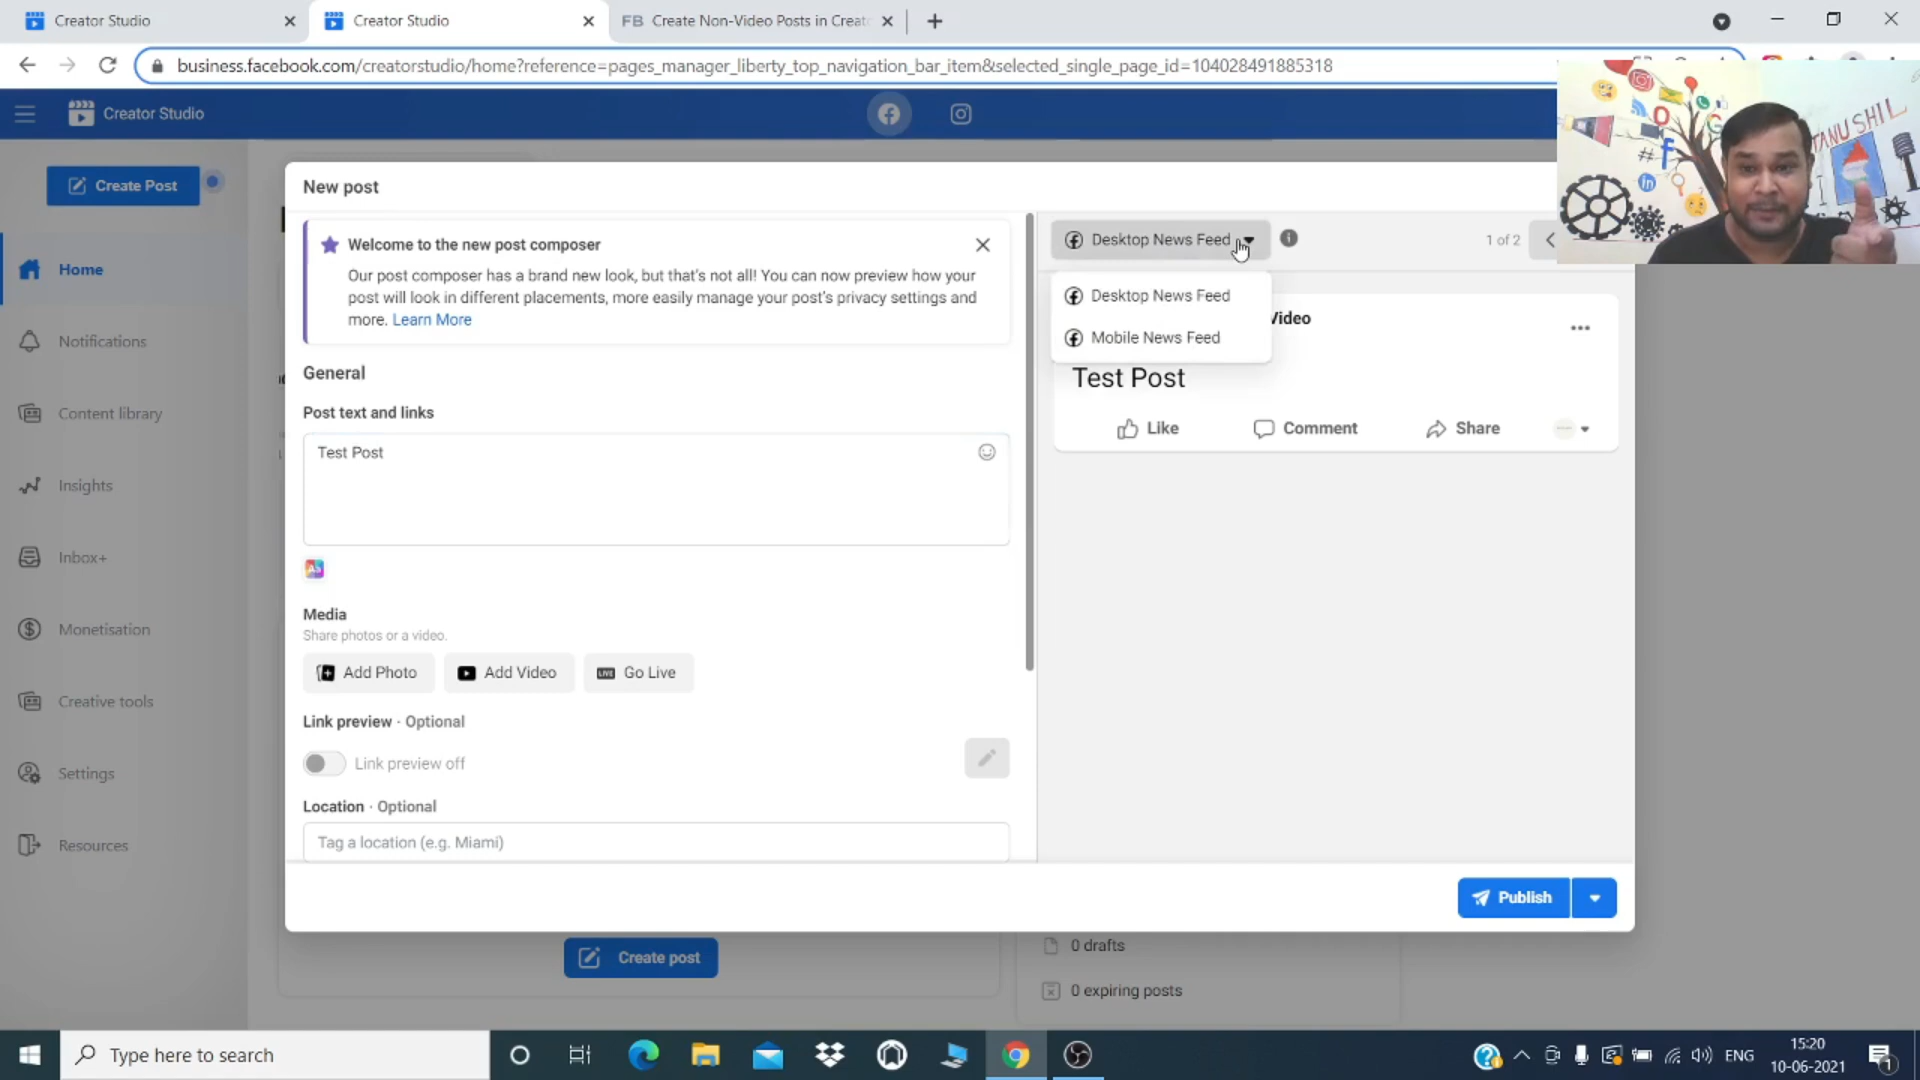 Creator Studio
Creator Studio
FB Create Non-Video Posts in Creat
business.facebook.com/creatorstudio/home?reference=pages_manager_liberty_top_navigation_bar_item&selected_single_page_id=104028491885318
Creator Studio
TANUSHIL
Create Post
New post
Home
Notifications
Content library
Insights
Inbox+
Monetisation
Creative tools
Settings
Resources
Welcome to the new post composer
Our post composer has a brand new look, but that's not all! You can now preview how your
post will look in different placements, more easily manage your post's privacy settings and
more. Learn More
General
Post text and links
Test Post
Media
Share photos or a video.
Add Photo
Add Video
LIVE Go Live
Link preview · Optional
Link preview off
Location · Optional
Tag a location (e.g. Miami)
Desktop News Feed
1 of 2
Desktop News Feed
Mobile News Feed
Video
Test Post
Like
Comment
Share
Publish
Create post
0 drafts
0 expiring posts
Type here to search
ENG
15:20
10-06-2021
1